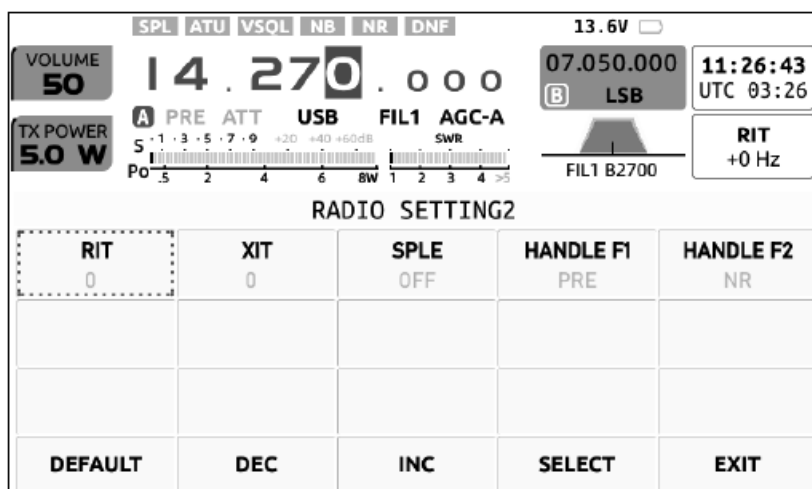 SPL ATU VSQL NB NR DNF 13.6V
VOLUME
50
14.270.000
07.050.000
B LSB
11:26:43
UTC 03:26
A PRE ATT USB FIL1 AGC-A
TX POWER
5.0 W
S ·1 ·3 ·5 ·7 ·9 +20 +40 +60dB SWR
Po .5 2 4 6 8W 1 2 3 4 >5
FIL1 B2700
RIT
+0 Hz
RADIO SETTING2
RIT XIT SPLE HANDLE F1 HANDLE F2
0 0 OFF PRE NR
DEFAULT DEC INC SELECT EXIT